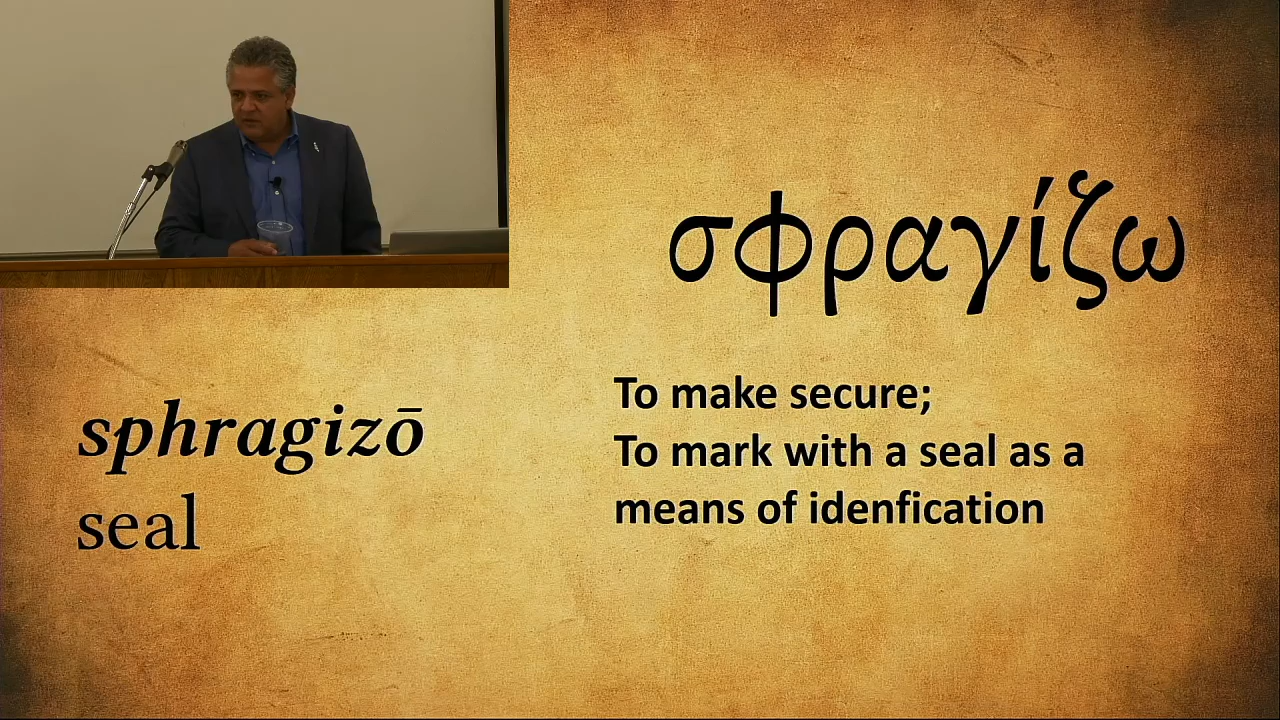 σφραγίζω
sphragizō
seal
To make secure;
To mark with a seal as a
means of idenfication